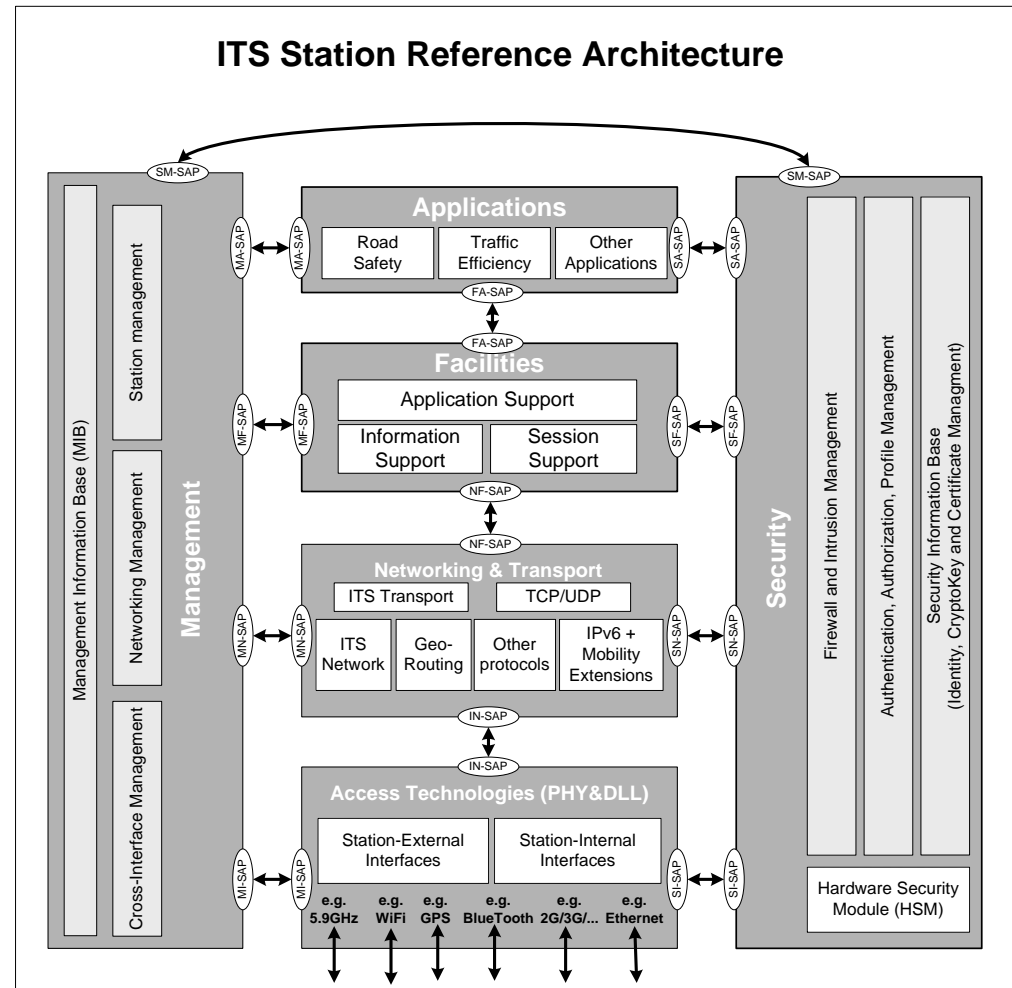 ITS Station Reference Architecture
SM-SAP
SM-SAP
Management Information Base (MIB)
Station management
Networking Management
Cross-Interface Management
Management
MA-SAP
MA-SAP
Applications
Road
Safety
Traffic
Efficiency
Other
Applications
SA-SAP
SA-SAP
FA-SAP
FA-SAP
MF-SAP
MF-SAP
Facilities
Application Support
Information
Support
Session
Support
SF-SAP
SF-SAP
NF-SAP
NF-SAP
MN-SAP
MN-SAP
Networking & Transport
ITS Transport
TCP/UDP
ITS
Network
Geo-
Routing
Other
protocols
IPv6 +
Mobility
Extensions
SN-SAP
SN-SAP
IN-SAP
IN-SAP
MI-SAP
MI-SAP
Access Technologies (PHY&DLL)
Station-External
Interfaces
Station-Internal
Interfaces
e.g.
5.9GHz
e.g.
WiFi
e.g.
GPS
e.g.
BlueTooth
e.g.
2G/3G/...
e.g.
Ethernet
SI-SAP
SI-SAP
Security
Firewall and Intrusion Management
Authentication, Authorization, Profile Management
Security Information Base
(Identity, CryptoKey and Certificate Managment)
Hardware Security
Module (HSM)